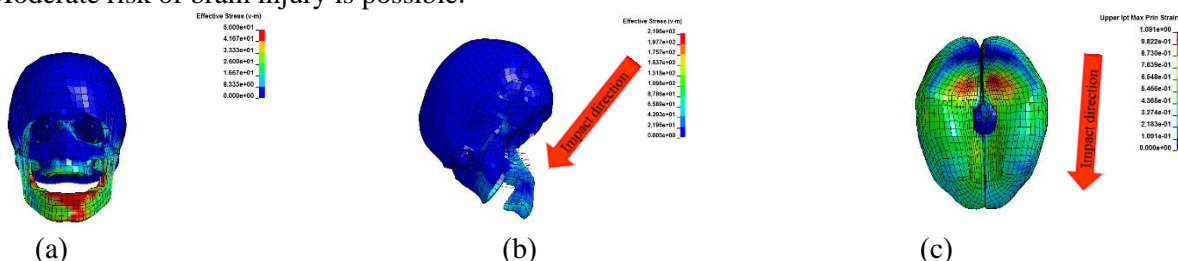 Moderate risk of brain injury is possible.
Effective Stress (v-m)
5.000e+01
4.167e+01
3.333e+01
2.500e+01
1.667e+01
8.333e+00
0.000e+00
Effective Stress (v-m)
2.196e+02
1.977e+02
1.757e+02
1.537e+02
1.318e+02
1.098e+02
8.786e+01
6.589e+01
4.393e+01
2.196e+01
0.000e+00
Impact direction
Upper Ipt Max Prin Strain
1.091e+00
9.822e-01
8.730e-01
7.639e-01
6.548e-01
5.456e-01
4.365e-01
3.274e-01
2.183e-01
1.091e-01
0.000e+00
Impact direction
(a)
(b)
(c)